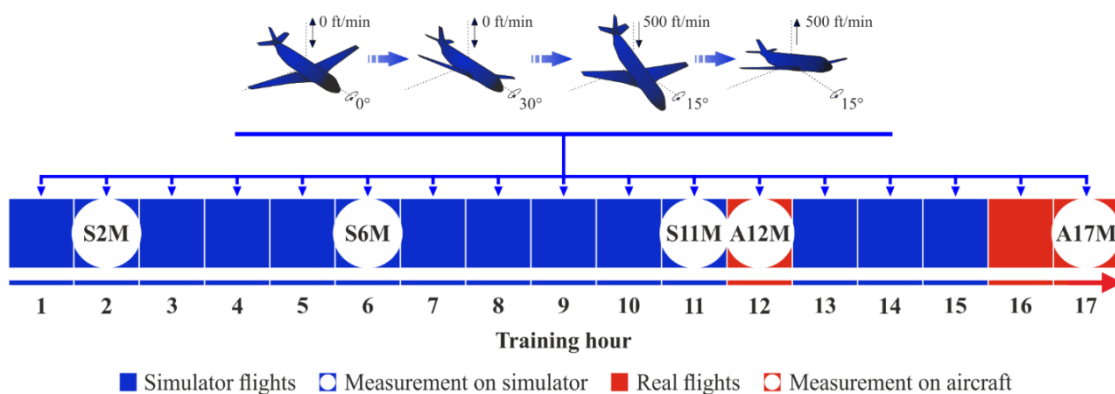 0 ft/min 0 ft/min 500 ft/min 500 ft/min
0° 30° 15° 15°
S2M S6M S11M A12M A17M
1 2 3 4 5 6 7 8 9 10 11 12 13 14 15 16 17
Training hour
Simulator flights Measurement on simulator Real flights Measurement on aircraft